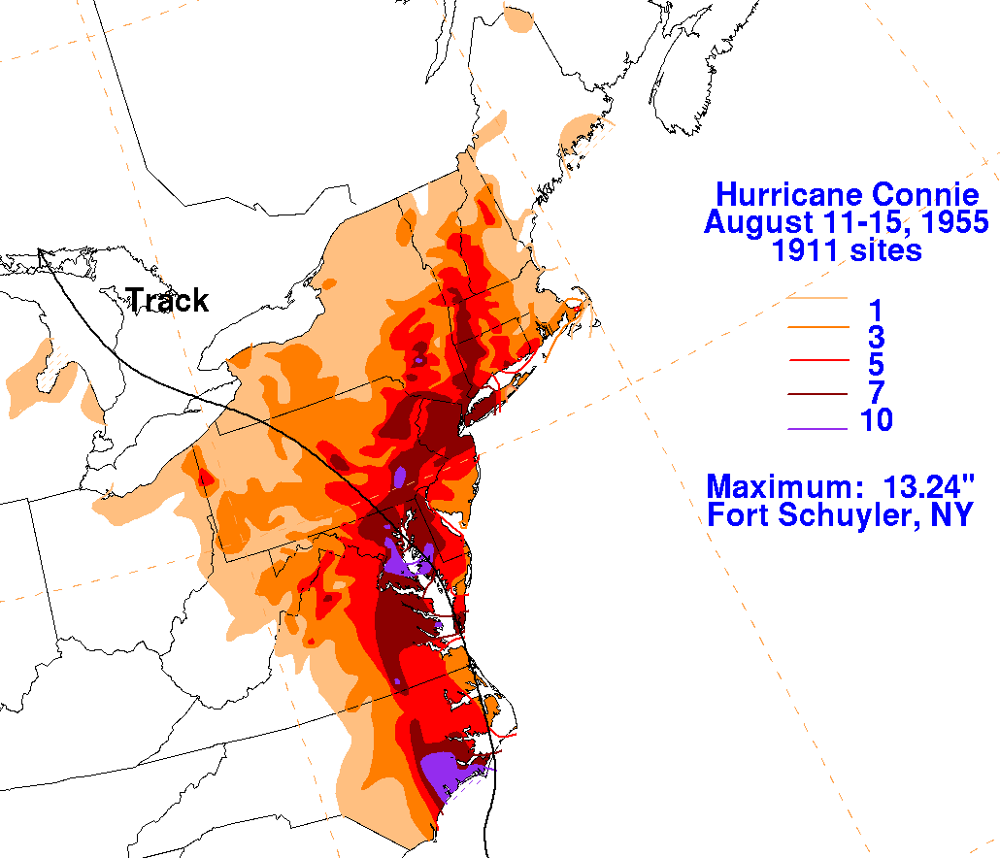 Hurricane Connie
August 11-15, 1955
1911 sites
Track
1
3
5
7
10
Maximum: 13.24"
Fort Schuyler, NY